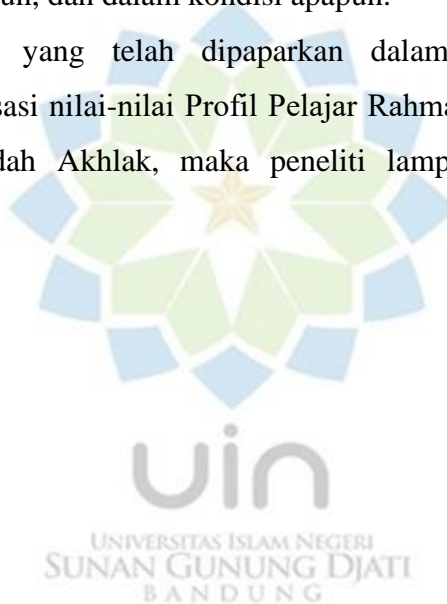 un, dan dalam kondisi apapun.
yang telah dipaparkan dalam
sasi nilai-nilai Profil Pelajar Rahma
dah Akhlak, maka peneliti lamp
uin
UNIVERSITAS ISLAM NEGERI
SUNAN GUNUNG DJATI
BANDUNG